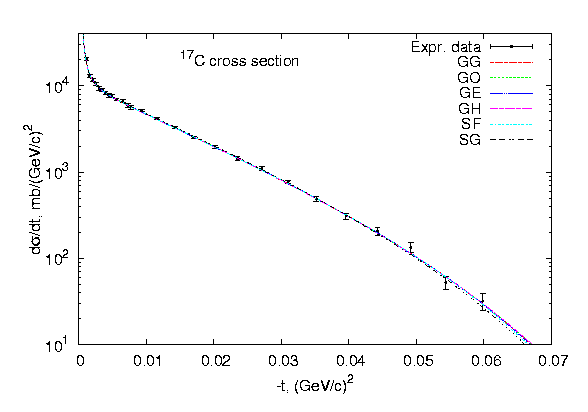 ¹⁷C cross section
Expr. data
GG
GO
GE
GH
SF
SG
dσ/dt, mb/(GeV/c)²
10⁴
10³
10²
10¹
0 0.01 0.02 0.03 0.04 0.05 0.06 0.07
-t, (GeV/c)²